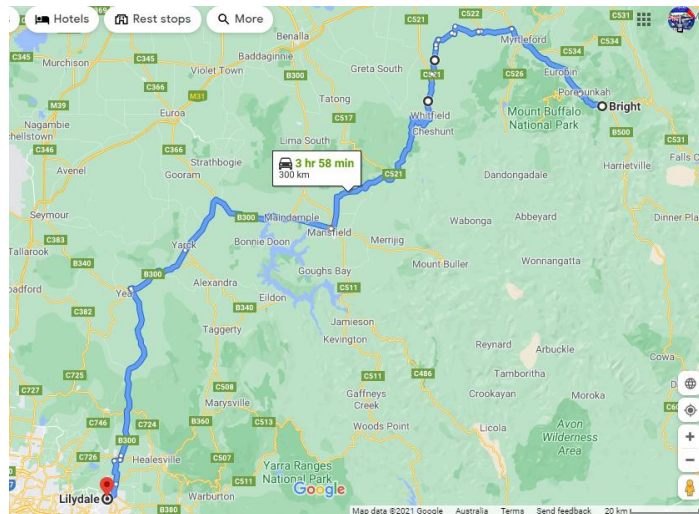 Hotels
Rest stops
More
C345
Murchison
Violet Town
Baddaginnie
Benalla
C521
C522
C531
C366
B300
Greta South
C521
Myrtleford
C534
C534
C531
M31
M39
Nagambie
Euroa
Tatong
C517
C526
Eurobin
Porepunkah
Bright
Mount Buffalo
National Park
Whitfield
Cheshunt
B500
C346
Lima South
Strathbogie
Gooram
C366
Avenel
3 hr 58 min
300 km
C521
Harrietville
Falls C
Dandongadale
Seymour
C383
Tallarook
B340
B300
Maindample
Mansfield
Merrijig
Wabonga
Abbeyard
Dinner Pla
Yarck
Bonnie Doon
Wonnangatta
Mount Buller
Goughs Bay
C511
B300
Alexandra
Eildon
B340
C382
Yea
Taggerty
Jamieson
Kevington
Reynard
Arbuckle
Tamboritha
Cowa
C725
C727
C508
Marysville
C511
C486
Gaffneys
Creek
Crookayan
Moroka
C746
C724
B360
C513
Woods Point
Licola
Avon
Wilderness
Area
B300
C726
Healesville
C507
C511
Yarra Ranges
National Park
Lilydale
Warburton
B380
Google
Map data ©2021 Google
Australia
Terms
Send feedback
20 km